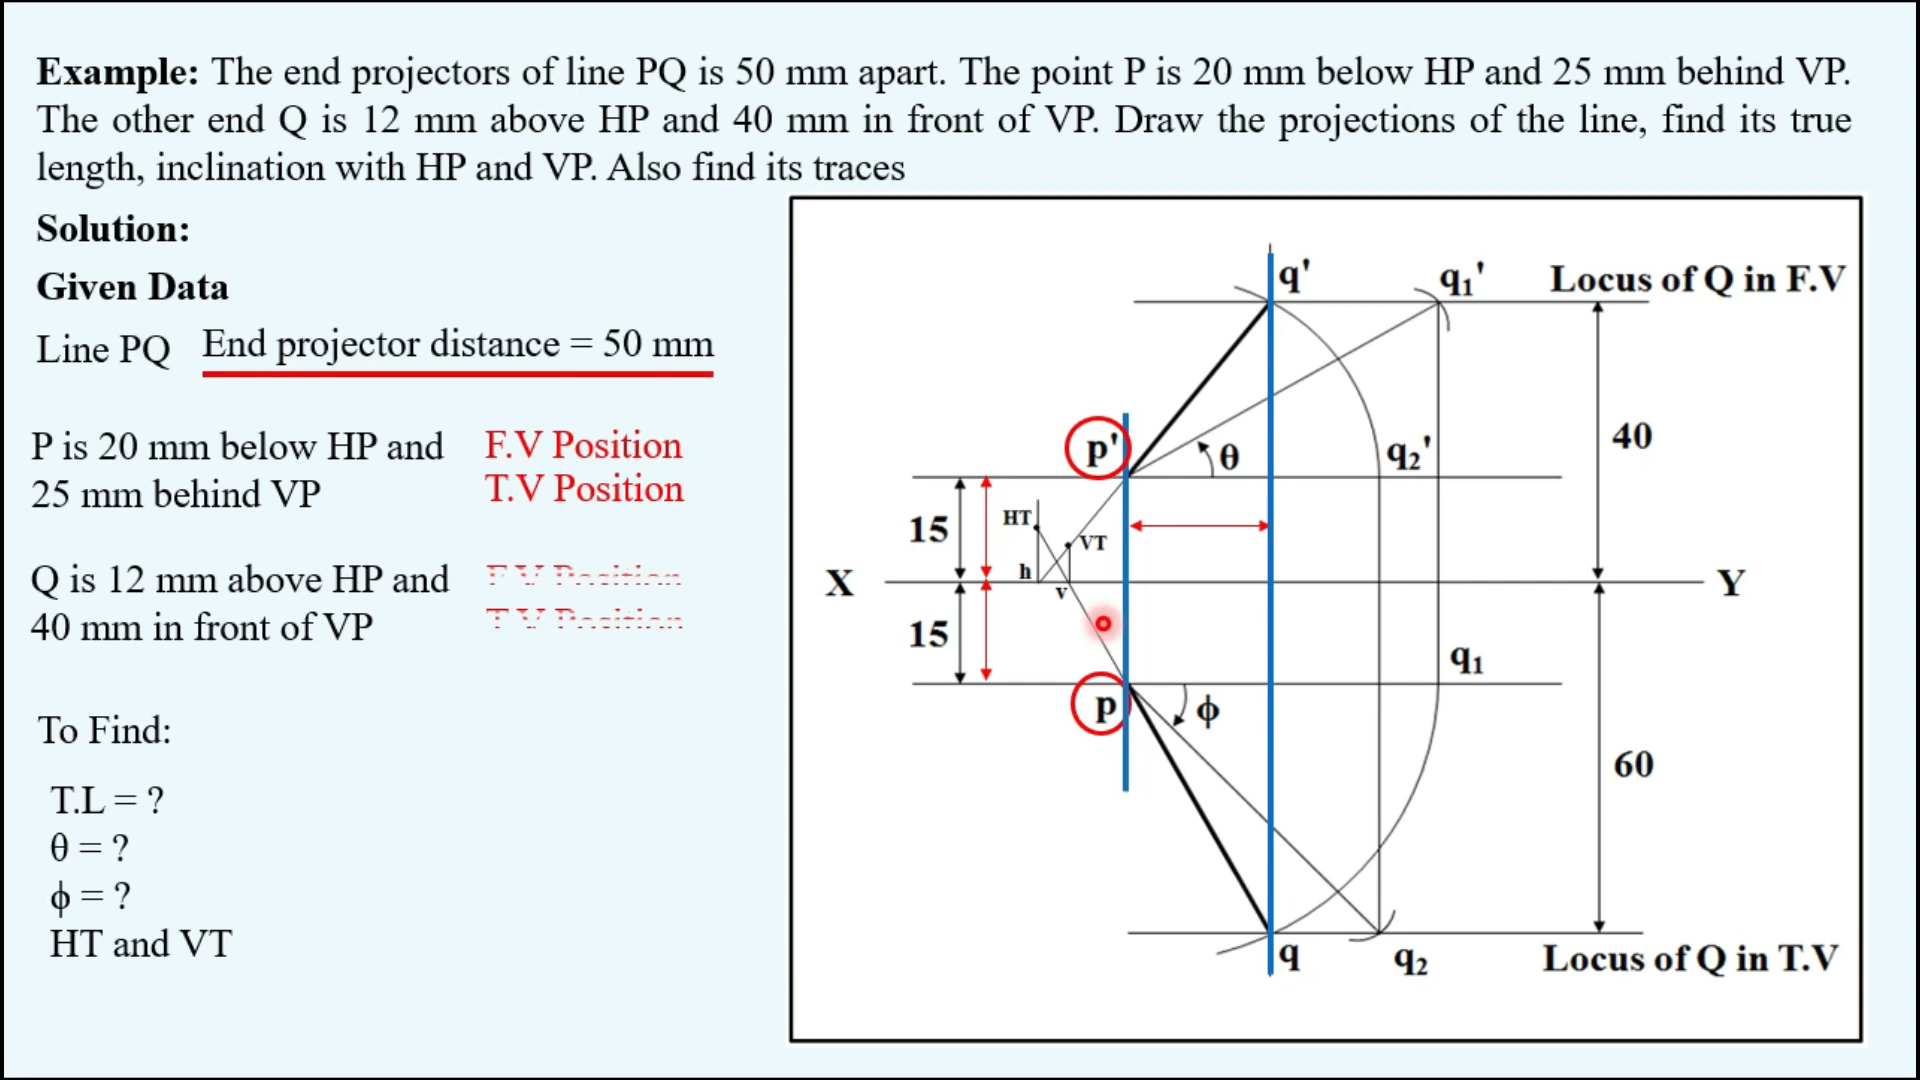 Example: The end projectors of line PQ is 50 mm apart. The point P is 20 mm below HP and 25 mm behind VP.
The other end Q is 12 mm above HP and 40 mm in front of VP. Draw the projections of the line, find its true
length, inclination with HP and VP. Also find its traces
Solution:
Given Data
Line PQ End projector distance = 50 mm
P is 20 mm below HP and F.V Position
25 mm behind VP T.V Position
Q is 12 mm above HP and
40 mm in front of VP
To Find:
T.L = ?
θ = ?
ϕ = ?
HT and VT
q' q₁' Locus of Q in F.V
p' θ q₂' 40
15 HT VT
X h v Y
15 q₁
p ϕ 60
q q₂ Locus of Q in T.V